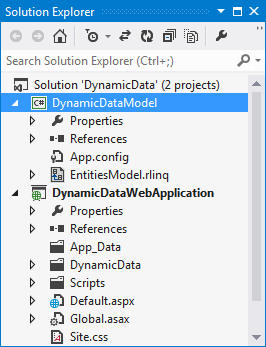 Solution Explorer
Search Solution Explorer (Ctrl+;)
Solution 'DynamicData' (2 projects)
C# DynamicDataModel
Properties
References
App.config
EntitiesModel.rlinq
DynamicDataWebApplication
Properties
References
App_Data
DynamicData
Scripts
Default.aspx
Global.asax
Site.css